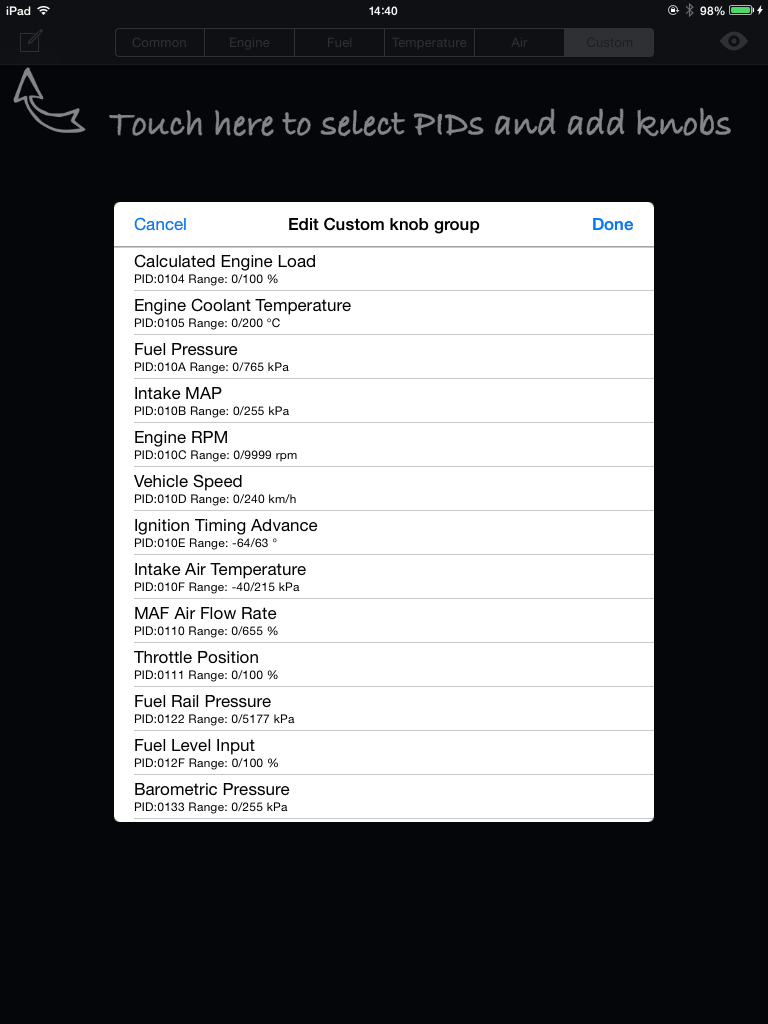 iPad 14:40 98%
Common Engine Fuel Temperature Air Custom
Touch here to select PIDs and add knobs
Cancel Edit Custom knob group Done
Calculated Engine Load
PID:0104 Range: 0/100 %
Engine Coolant Temperature
PID:0105 Range: 0/200 °C
Fuel Pressure
PID:010A Range: 0/765 kPa
Intake MAP
PID:010B Range: 0/255 kPa
Engine RPM
PID:010C Range: 0/9999 rpm
Vehicle Speed
PID:010D Range: 0/240 km/h
Ignition Timing Advance
PID:010E Range: -64/63 °
Intake Air Temperature
PID:010F Range: -40/215 kPa
MAF Air Flow Rate
PID:0110 Range: 0/655 %
Throttle Position
PID:0111 Range: 0/100 %
Fuel Rail Pressure
PID:0122 Range: 0/5177 kPa
Fuel Level Input
PID:012F Range: 0/100 %
Barometric Pressure
PID:0133 Range: 0/255 kPa